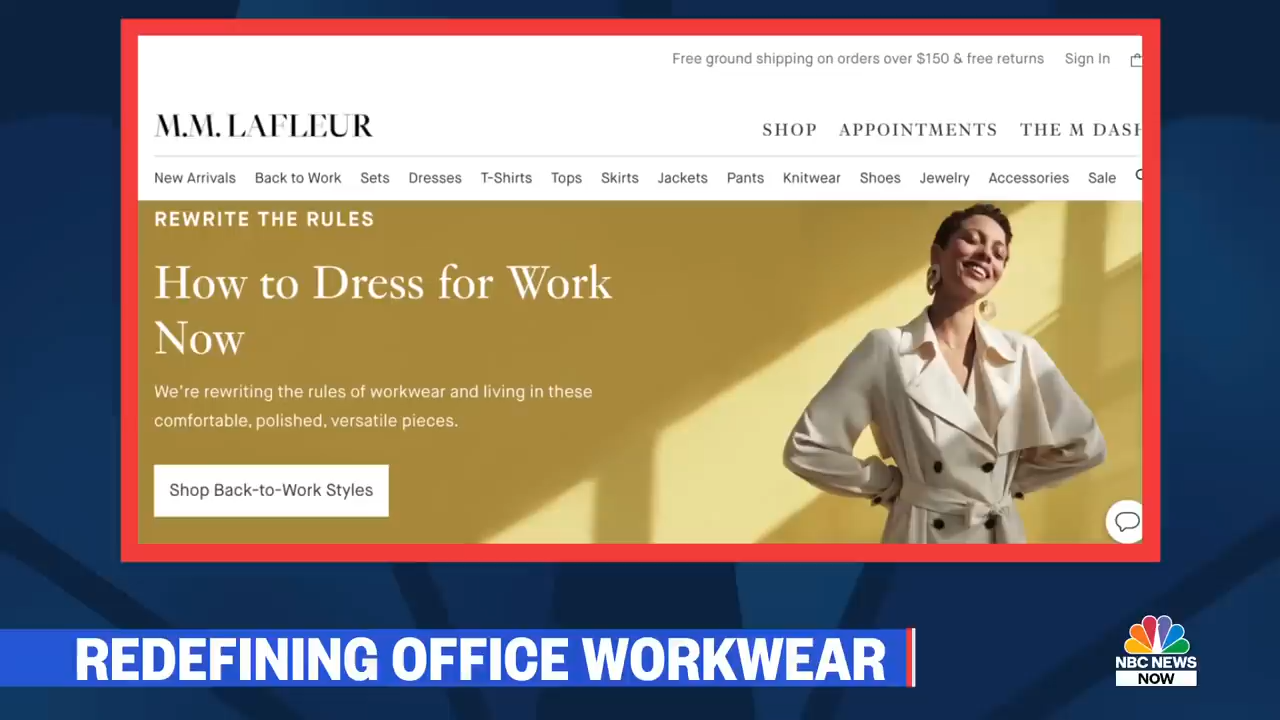 Free ground shipping on orders over $150 & free returns Sign In
M.M. LAFLEUR
SHOP APPOINTMENTS THE M DASH
New Arrivals Back to Work Sets Dresses T-Shirts Tops Skirts Jackets Pants Knitwear Shoes Jewelry Accessories Sale
REWRITE THE RULES
How to Dress for Work
Now
We're rewriting the rules of workwear and living in these
comfortable, polished, versatile pieces.
Shop Back-to-Work Styles
REDEFINING OFFICE WORKWEAR
NBC NEWS
NOW